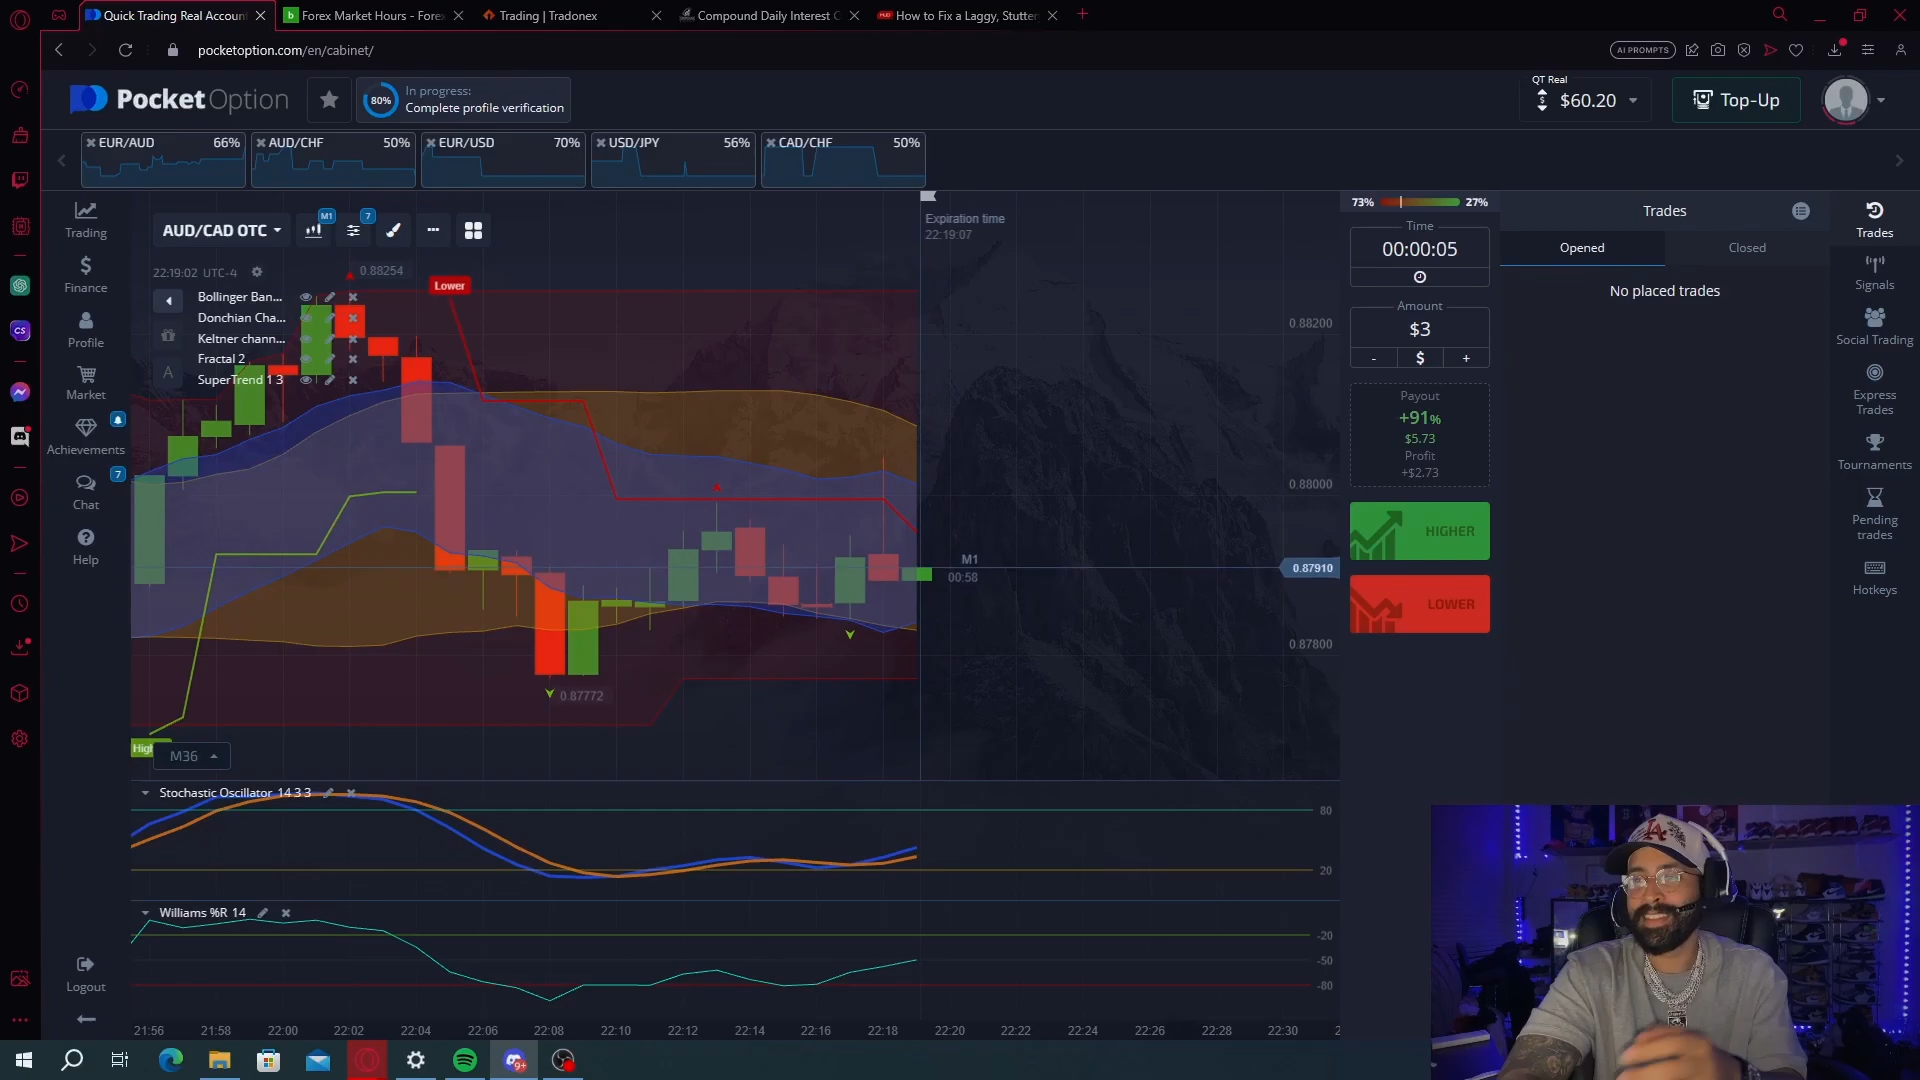 Quick Trading Real Accoun
Forex Market Hours - Fore
Trading | Tradonex
Compound Daily Interest C
How to Fix a Laggy, Stutter
pocketoption.com/en/cabinet/
AI PROMPTS
PocketOption
80%
In progress:
Complete profile verification
QT Real
$60.20
Top-Up
EUR/AUD 66%
AUD/CHF 50%
EUR/USD 70%
USD/JPY 56%
CAD/CHF 50%
Trading
Finance
Profile
Market
Achievements
7
Chat
Help
Logout
AUD/CAD OTC
M1
7
22:19:02 UTC-4
Bollinger Ban...
Donchian Cha...
Keltner chann...
Fractal 2
SuperTrend 1 3
A
0.88254
Lower
Expiration time
22:19:07
0.88200
0.88000
M1
00:58
0.87910
0.87800
0.87772
High
M36
Stochastic Oscillator 14 3 3
80
20
Williams %R 14
-20
-50
-80
21:56 21:58 22:00 22:02 22:04 22:06 22:08 22:10 22:12 22:14 22:16 22:18 22:20 22:22 22:24 22:26 22:28 22:30 2
73% 27%
Time
00:00:05
Amount
$3
- $ +
Payout
+91%
$5.73
Profit
+$2.73
HIGHER
LOWER
Trades
Opened
Closed
No placed trades
Trades
Signals
Social Trading
Express
Trades
Tournaments
Pending
trades
Hotkeys
9+